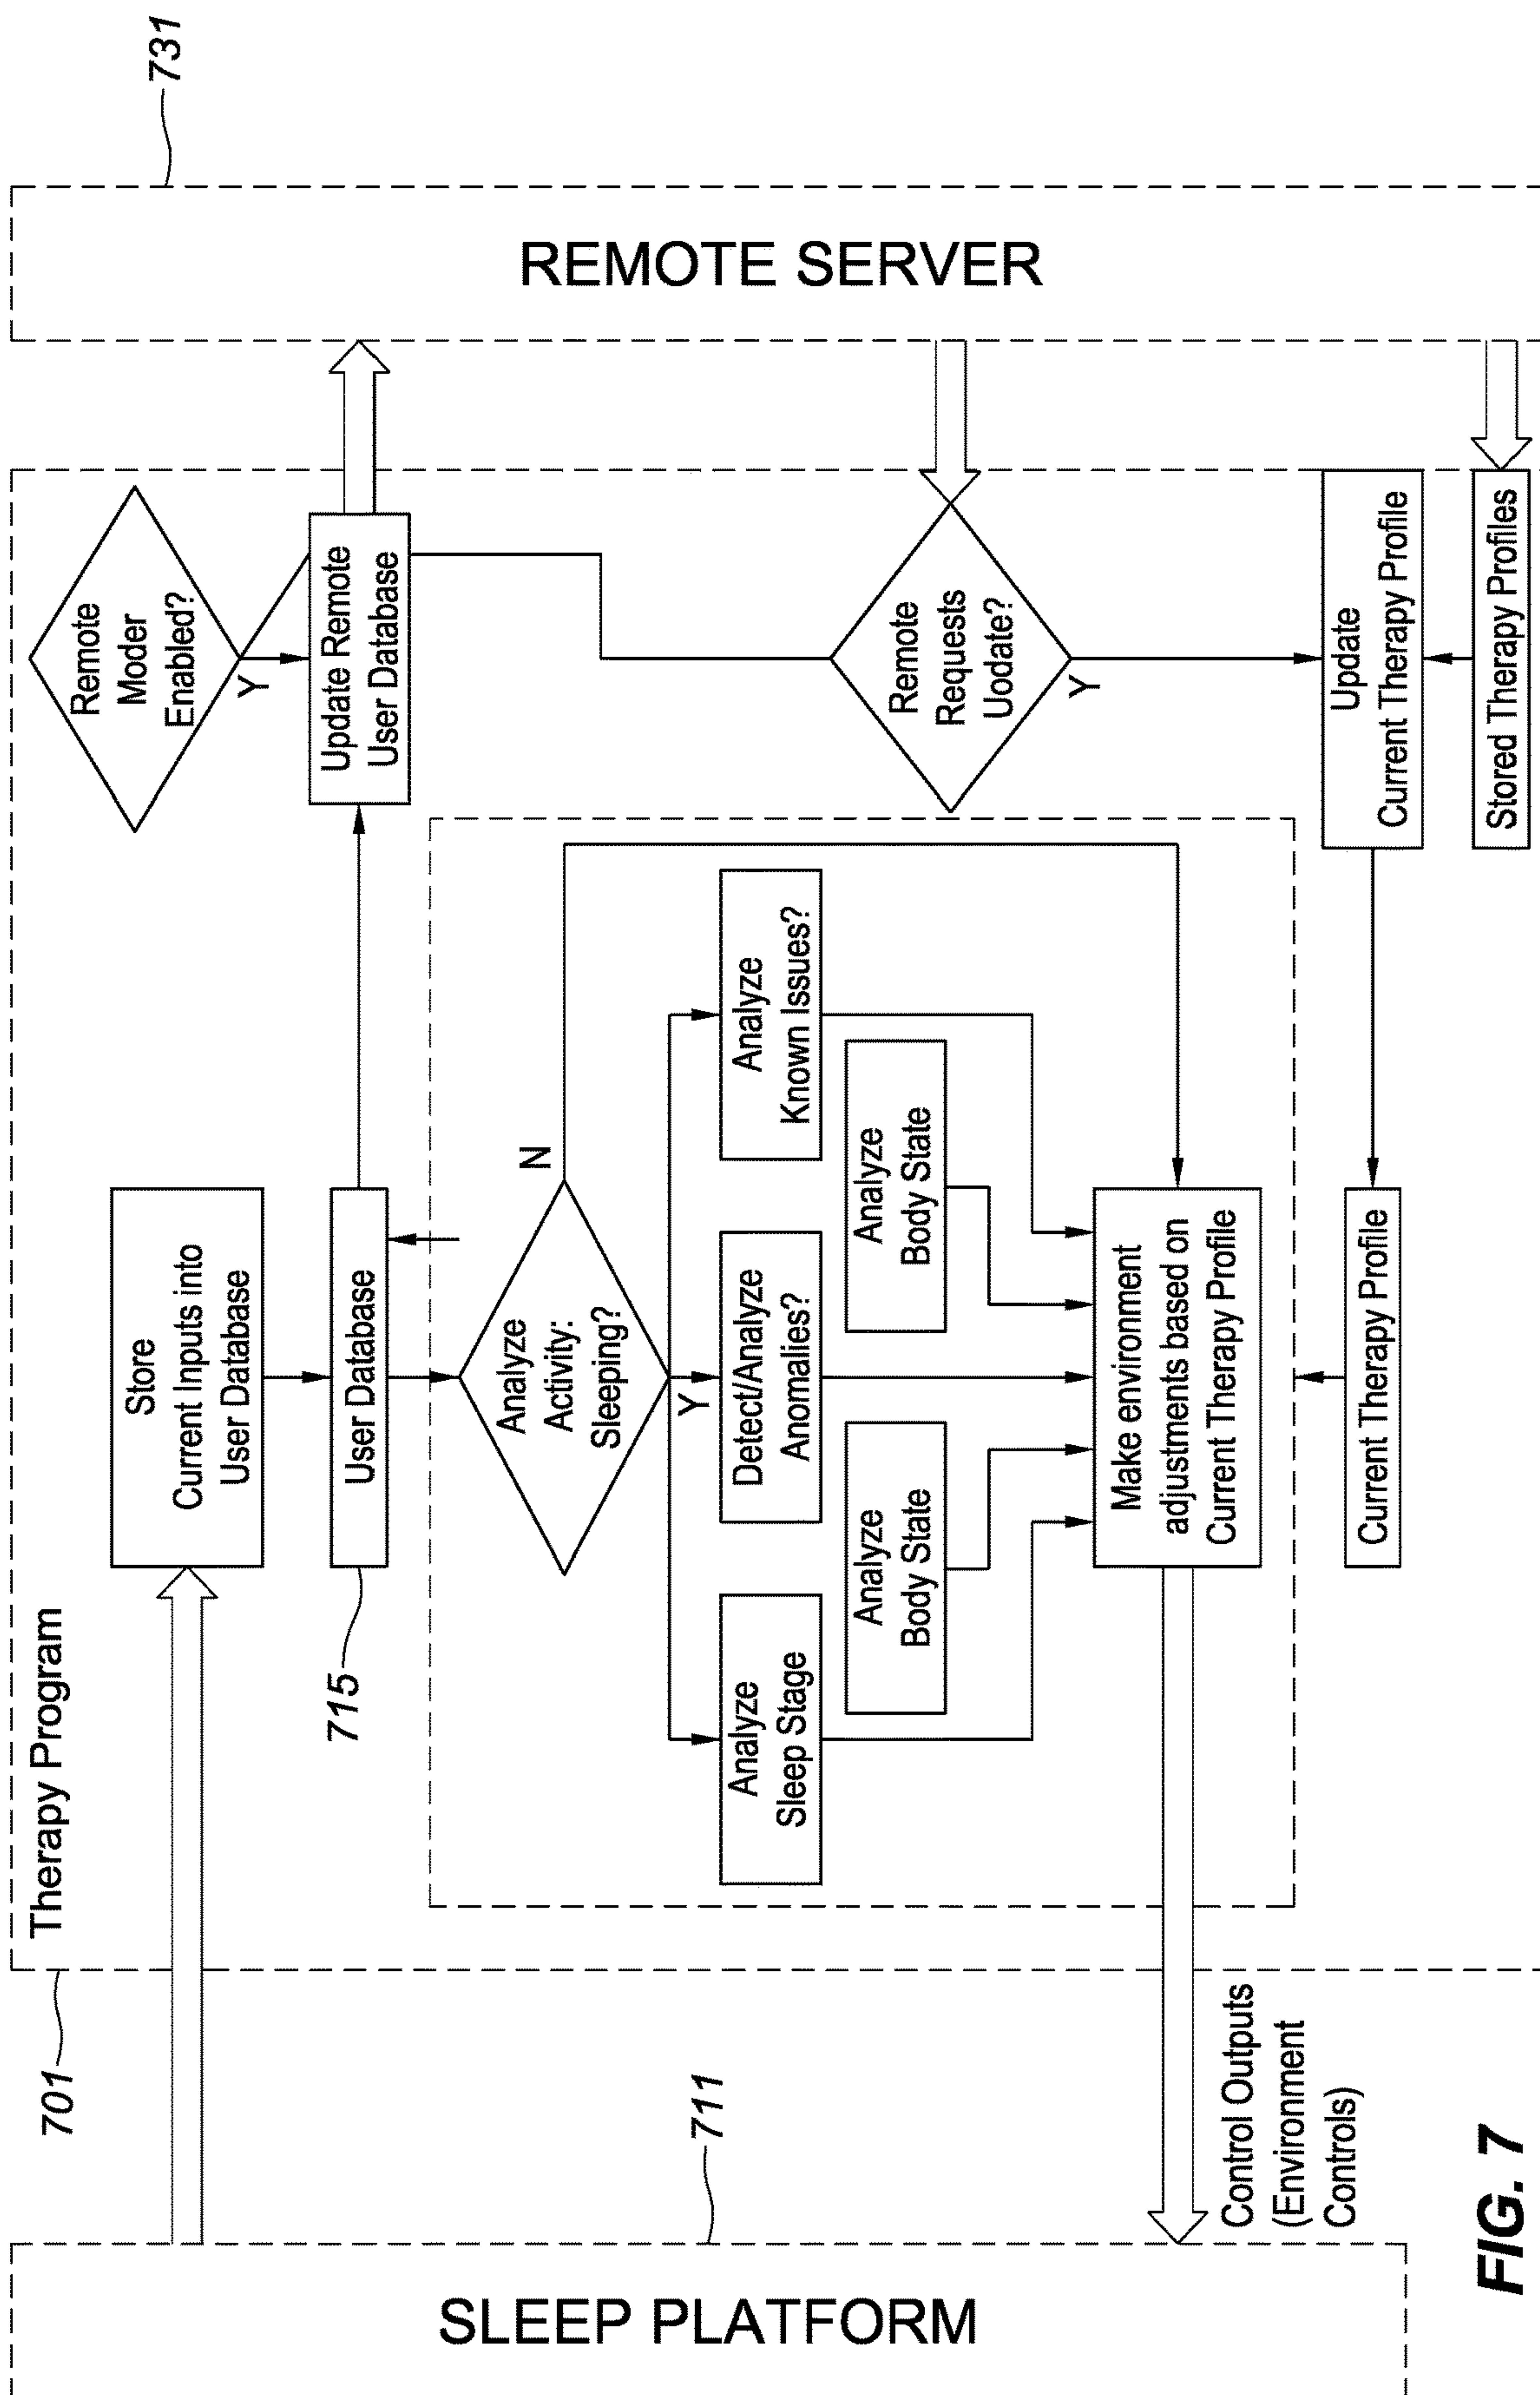 SLEEP PLATFORM
711
701
Therapy Program
Store
Current Inputs into
User Database
715
User Database
Analyze
Activity:
Sleeping?
N
Y
Analyze
Sleep Stage
Analyze
Body State
Detect/Analyze
Anomalies?
Analyze
Body State
Analyze
Known Issues?
Make environment
adjustments based on
Current Therapy Profile
Control Outputs
(Environment
Controls)
Current Therapy Profile
Remote
Moder
Enabled?
Y
Update Remote
User Database
Remote
Requests
Uodate?
Y
Update
Current Therapy Profile
Stored Therapy Profiles
REMOTE SERVER
731
FIG. 7